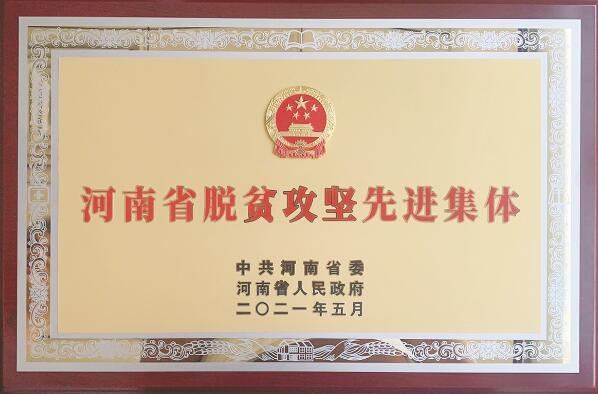 河南省脱贫攻坚先进集体
中共河南省委
河南省人民政府
二〇二一年五月